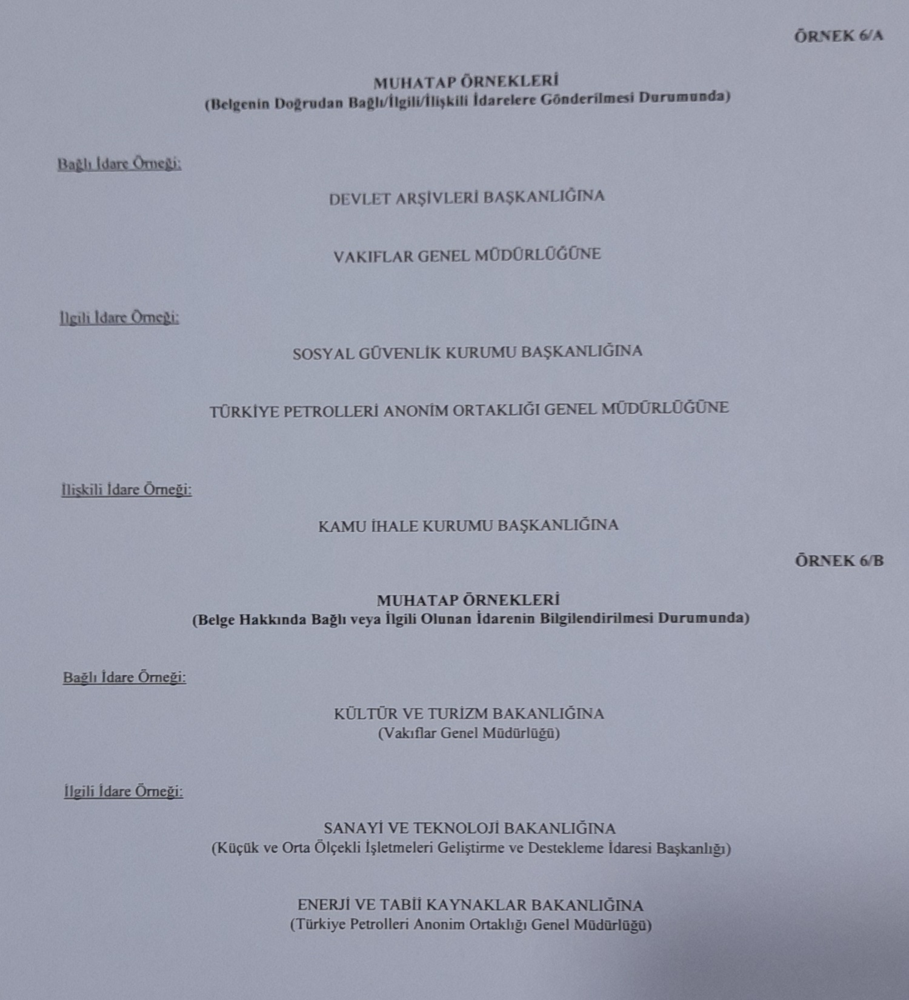 ÖRNEK 6/A
MUHATAP ÖRNEKLERİ
(Belgenin Doğrudan Bağlı/İlgili/İlişkili İdarelere Gönderilmesi Durumunda)
Bağlı İdare Örneği:
DEVLET ARŞİVLERİ BAŞKANLIĞINA
VAKIFLAR GENEL MÜDÜRLÜĞÜNE
İlgili İdare Örneği:
SOSYAL GÜVENLİK KURUMU BAŞKANLIĞINA
TÜRKİYE PETROLLERİ ANONİM ORTAKLIĞI GENEL MÜDÜRLÜĞÜNE
İlişkili İdare Örneği:
KAMU İHALE KURUMU BAŞKANLIĞINA
ÖRNEK 6/B
MUHATAP ÖRNEKLERİ
(Belge Hakkında Bağlı veya İlgili Olunan İdarenin Bilgilendirilmesi Durumunda)
Bağlı İdare Örneği:
KÜLTÜR VE TURİZM BAKANLIĞINA
(Vakıflar Genel Müdürlüğü)
İlgili İdare Örneği:
SANAYİ VE TEKNOLOJİ BAKANLIĞINA
(Küçük ve Orta Ölçekli İşletmeleri Geliştirme ve Destekleme İdaresi Başkanlığı)
ENERJİ VE TABİİ KAYNAKLAR BAKANLIĞINA
(Türkiye Petrolleri Anonim Ortaklığı Genel Müdürlüğü)